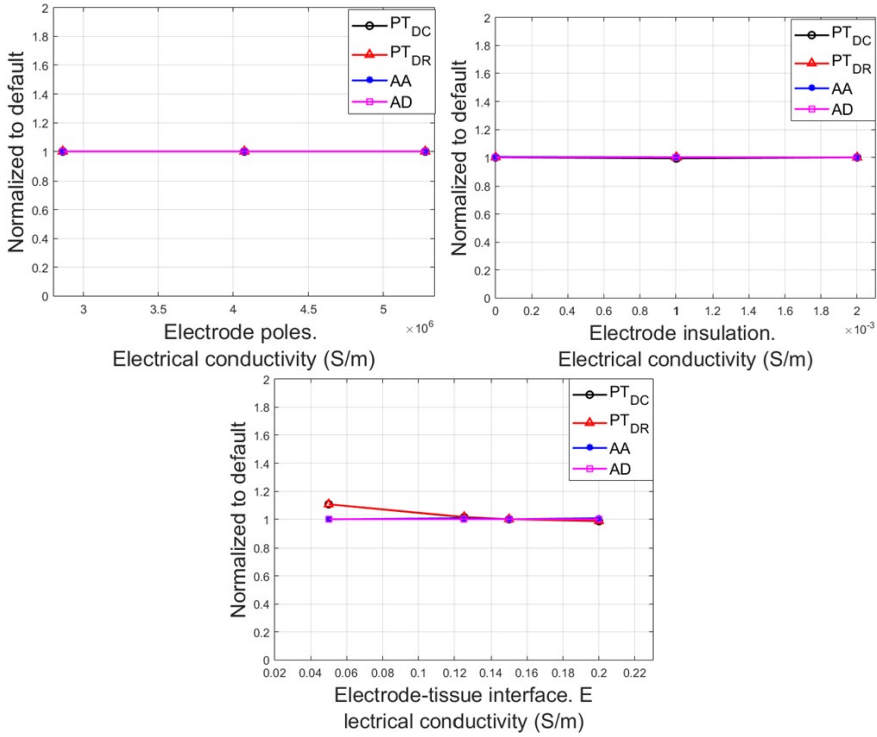 2
1.8
1.6
1.4
1.2
1
0.8
0.6
0.4
0.2
0
Normalized to default
PT_DC
PT_DR
AA
AD
3 3.5 4 4.5 5
× 10^6
Electrode poles.
Electrical conductivity (S/m)
2
1.8
1.6
1.4
1.2
1
0.8
0.6
0.4
0.2
0
Normalized to default
PT_DC
PT_DR
AA
AD
0 0.2 0.4 0.6 0.8 1 1.2 1.4 1.6 1.8 2
× 10^-3
Electrode insulation.
Electrical conductivity (S/m)
2
1.8
1.6
1.4
1.2
1
0.8
0.6
0.4
0.2
0
Normalized to default
PT_DC
PT_DR
AA
AD
0.02 0.04 0.06 0.08 0.1 0.12 0.14 0.16 0.18 0.2 0.22
Electrode-tissue interface. E
lectrical conductivity (S/m)